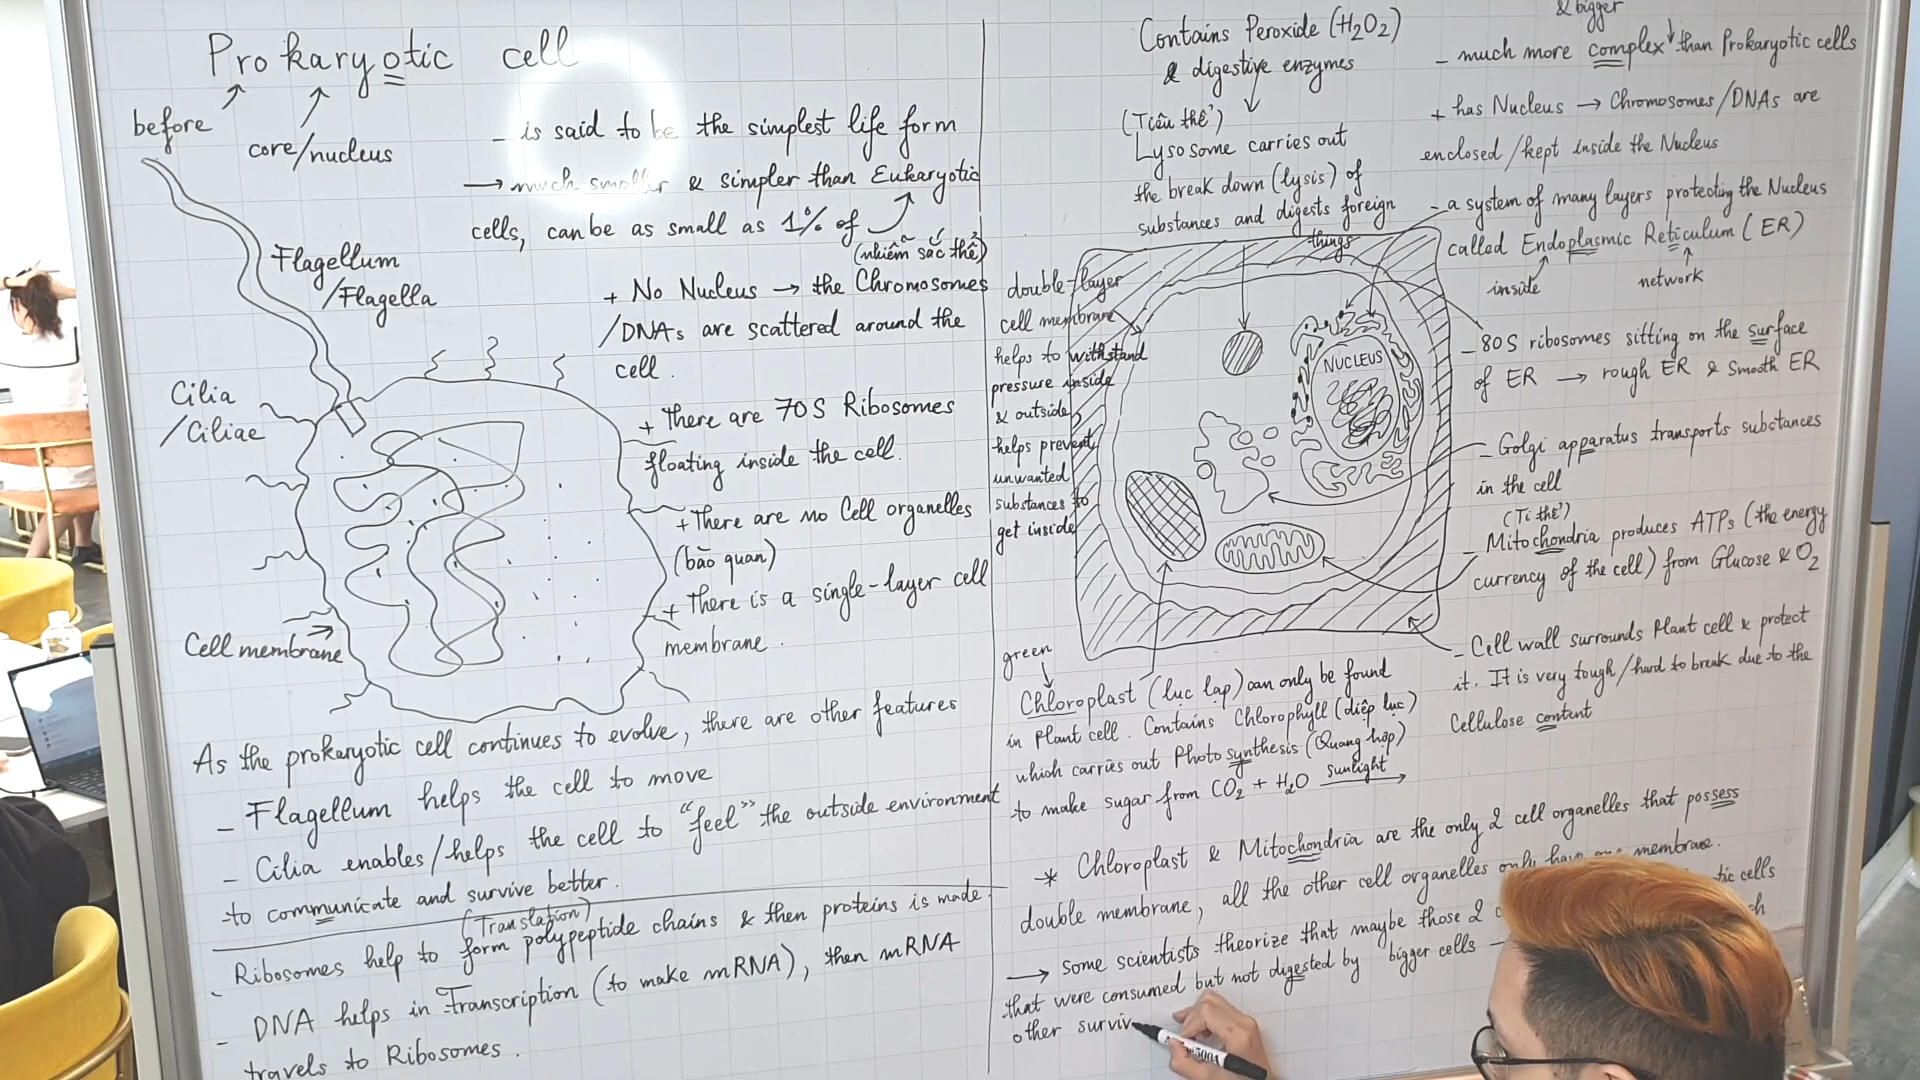 Prokaryotic cell
before
core/nucleus
- is said to be the simplest life form
→ much smaller & simpler than Eukaryotic
cells, can be as small as 1% of
(nhiễm sắc thể)
Flagellum
/Flagella
+ No Nucleus → the Chromosomes
/DNAs are scattered around the
cell.
Cilia
/Ciliae
+ There are 70S Ribosomes
floating inside the cell.
+ There are no Cell organelles
(bào quan)
+ There is a single-layer cell
membrane.
Cell membrane
As the prokaryotic cell continues to evolve, there are other features
- Flagellum helps the cell to move
- Cilia enables/helps the cell to "feel" the outside environment
to communicate and survive better.
(Translation)
- Ribosomes help to form polypeptide chains & then proteins is made.
- DNA helps in Transcription (to make mRNA), then mRNA
travels to Ribosomes.
Contains Peroxide (H2O2)
& digestive enzymes
(Tiêu thể)
Lysosome carries out
the break down (lysis) of
substances and digests foreign
things
double-layer
cell membrane
helps to withstand
pressure inside
& outside,
helps prevent
unwanted
substances to
get inside
NUCLEUS
& bigger
- much more complex than Prokaryotic cells
+ has Nucleus → Chromosomes/DNAs are
enclosed/kept inside the Nucleus
- a system of many layers protecting the Nucleus
called Endoplasmic Reticulum (ER)
inside
network
- 80S ribosomes sitting on the surface
of ER → rough ER & smooth ER
- Golgi apparatus transports substances
in the cell
(Ti thể)
- Mitochondria produces ATPs (the energy
currency of the cell) from Glucose & O2
- Cell wall surrounds Plant cell & protect
it. It is very tough/hard to break due to the
Cellulose content
green
Chloroplast (lục lạp) can only be found
in Plant cell. Contains Chlorophyll (diệp lục)
which carries out Photosynthesis (Quang hợp)
to make sugar from CO2 + H2O sunlight →
* Chloroplast & Mitochondria are the only 2 cell organelles that possess
double membrane, all the other cell organelles only have one membrane.
→ Some scientists theorize that maybe those 2
that were consumed but not digested by bigger cells
other surviv